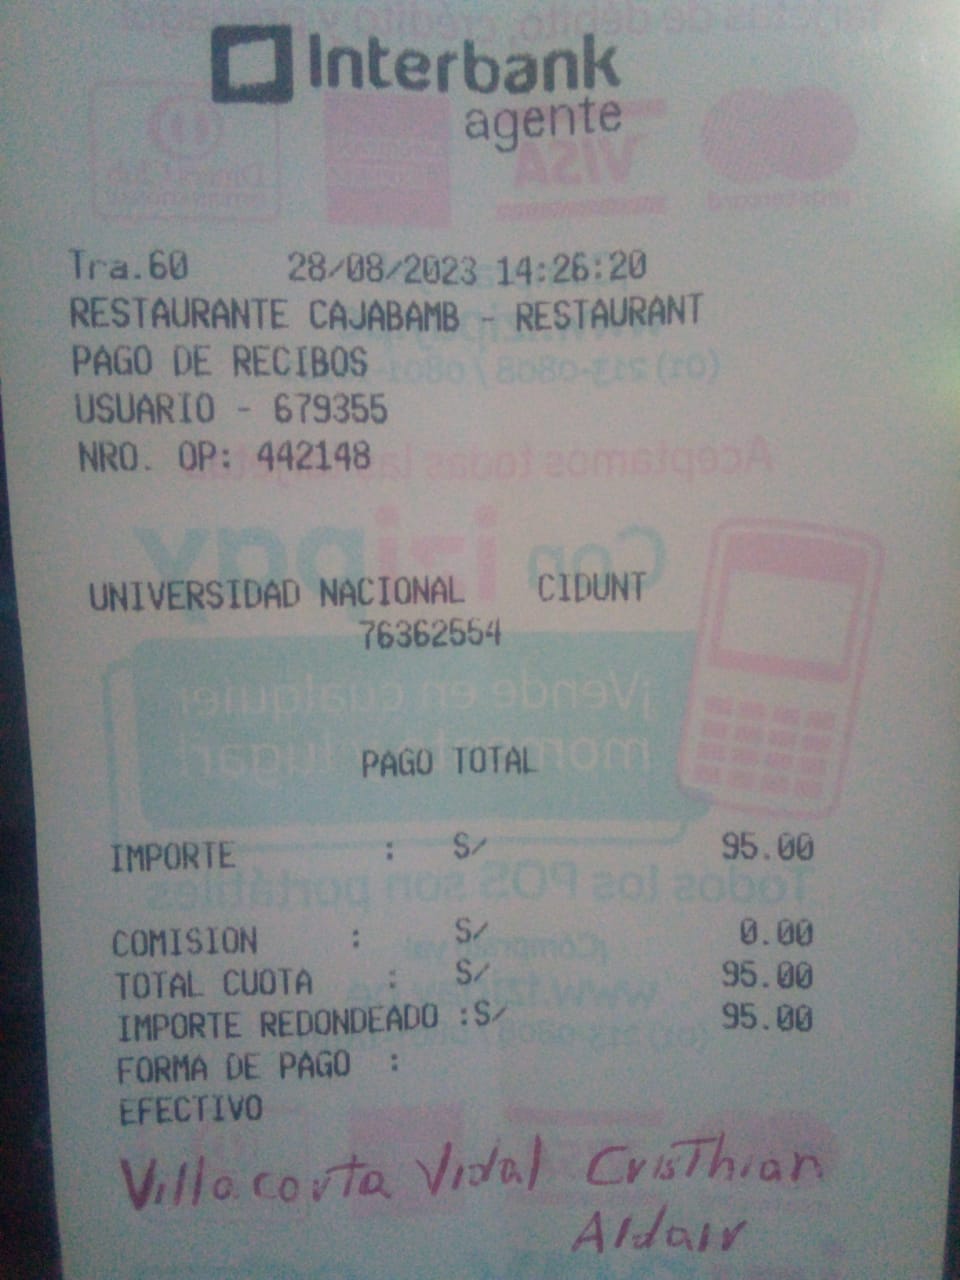 Interbank
agente
Tra.60 28/08/2023 14:26:20
RESTAURANTE CAJABAMB - RESTAURANT
PAGO DE RECIBOS
USUARIO - 679355
NRO. OP: 442148
UNIVERSIDAD NACIONAL CIDUNT
76362554
PAGO TOTAL
IMPORTE : S/ 95.00
COMISION : S/ 0.00
TOTAL CUOTA : S/ 95.00
IMPORTE REDONDEADO :S/ 95.00
FORMA DE PAGO :
EFECTIVO
Villacorta Vidal Cristhian
Aldair